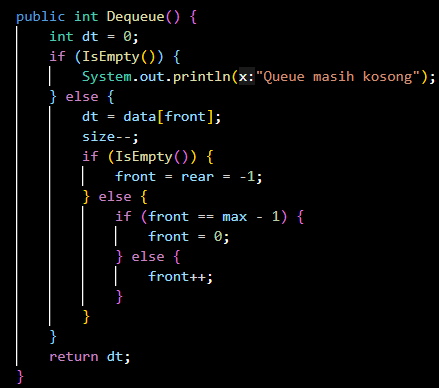 public int Dequeue() {
    int dt = 0;
    if (IsEmpty()) {
        System.out.println(x:"Queue masih kosong");
    } else {
        dt = data[front];
        size--;
        if (IsEmpty()) {
            front = rear = -1;
        } else {
            if (front == max - 1) {
                front = 0;
            } else {
                front++;
            }
        }
    }
    return dt;
}